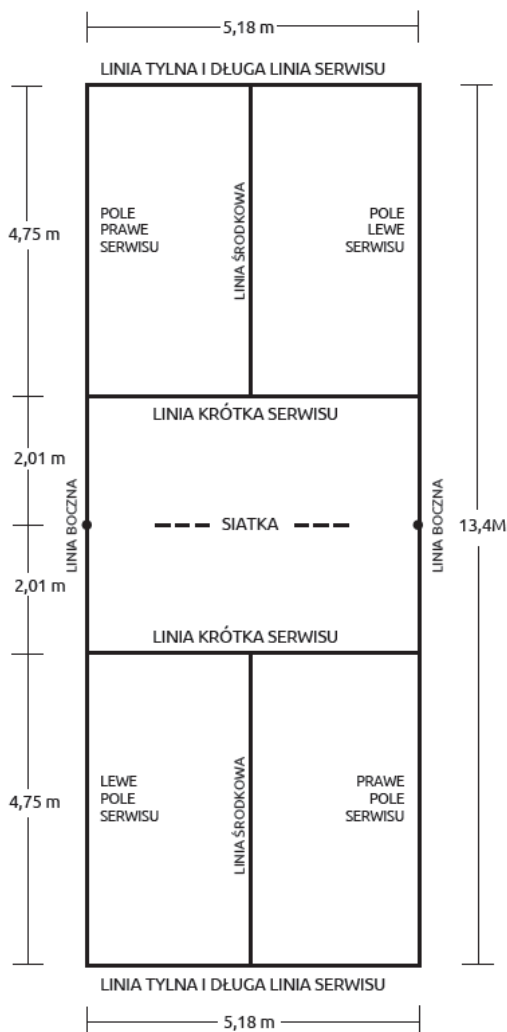 5,18 m
LINIA TYLNA I DŁUGA LINIA SERWISU
4,75 m
POLE
PRAWE
SERWISU
LINIA ŚRODKOWA
POLE
LEWE
SERWISU
LINIA KRÓTKA SERWISU
2,01 m
LINIA BOCZNA
SIATKA
LINIA BOCZNA
13,4M
2,01 m
LINIA KRÓTKA SERWISU
4,75 m
LEWE
POLE
SERWISU
LINIA ŚRODKOWA
PRAWE
POLE
SERWISU
LINIA TYLNA I DŁUGA LINIA SERWISU
5,18 m